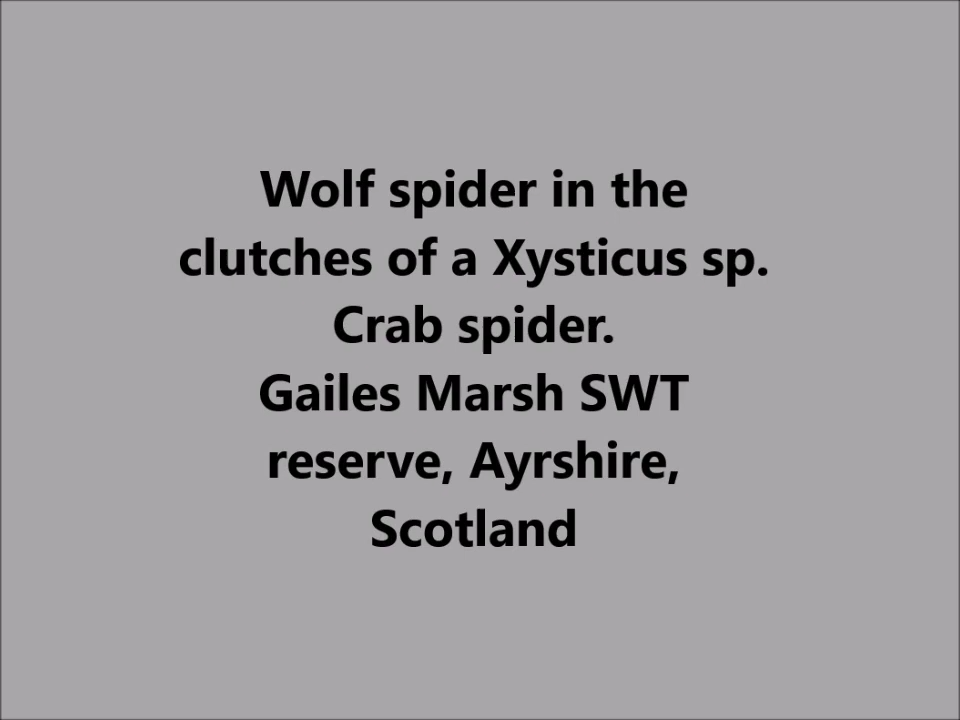 Wolf spider in the
clutches of a Xysticus sp.
Crab spider.
Gailes Marsh SWT
reserve, Ayrshire,
Scotland